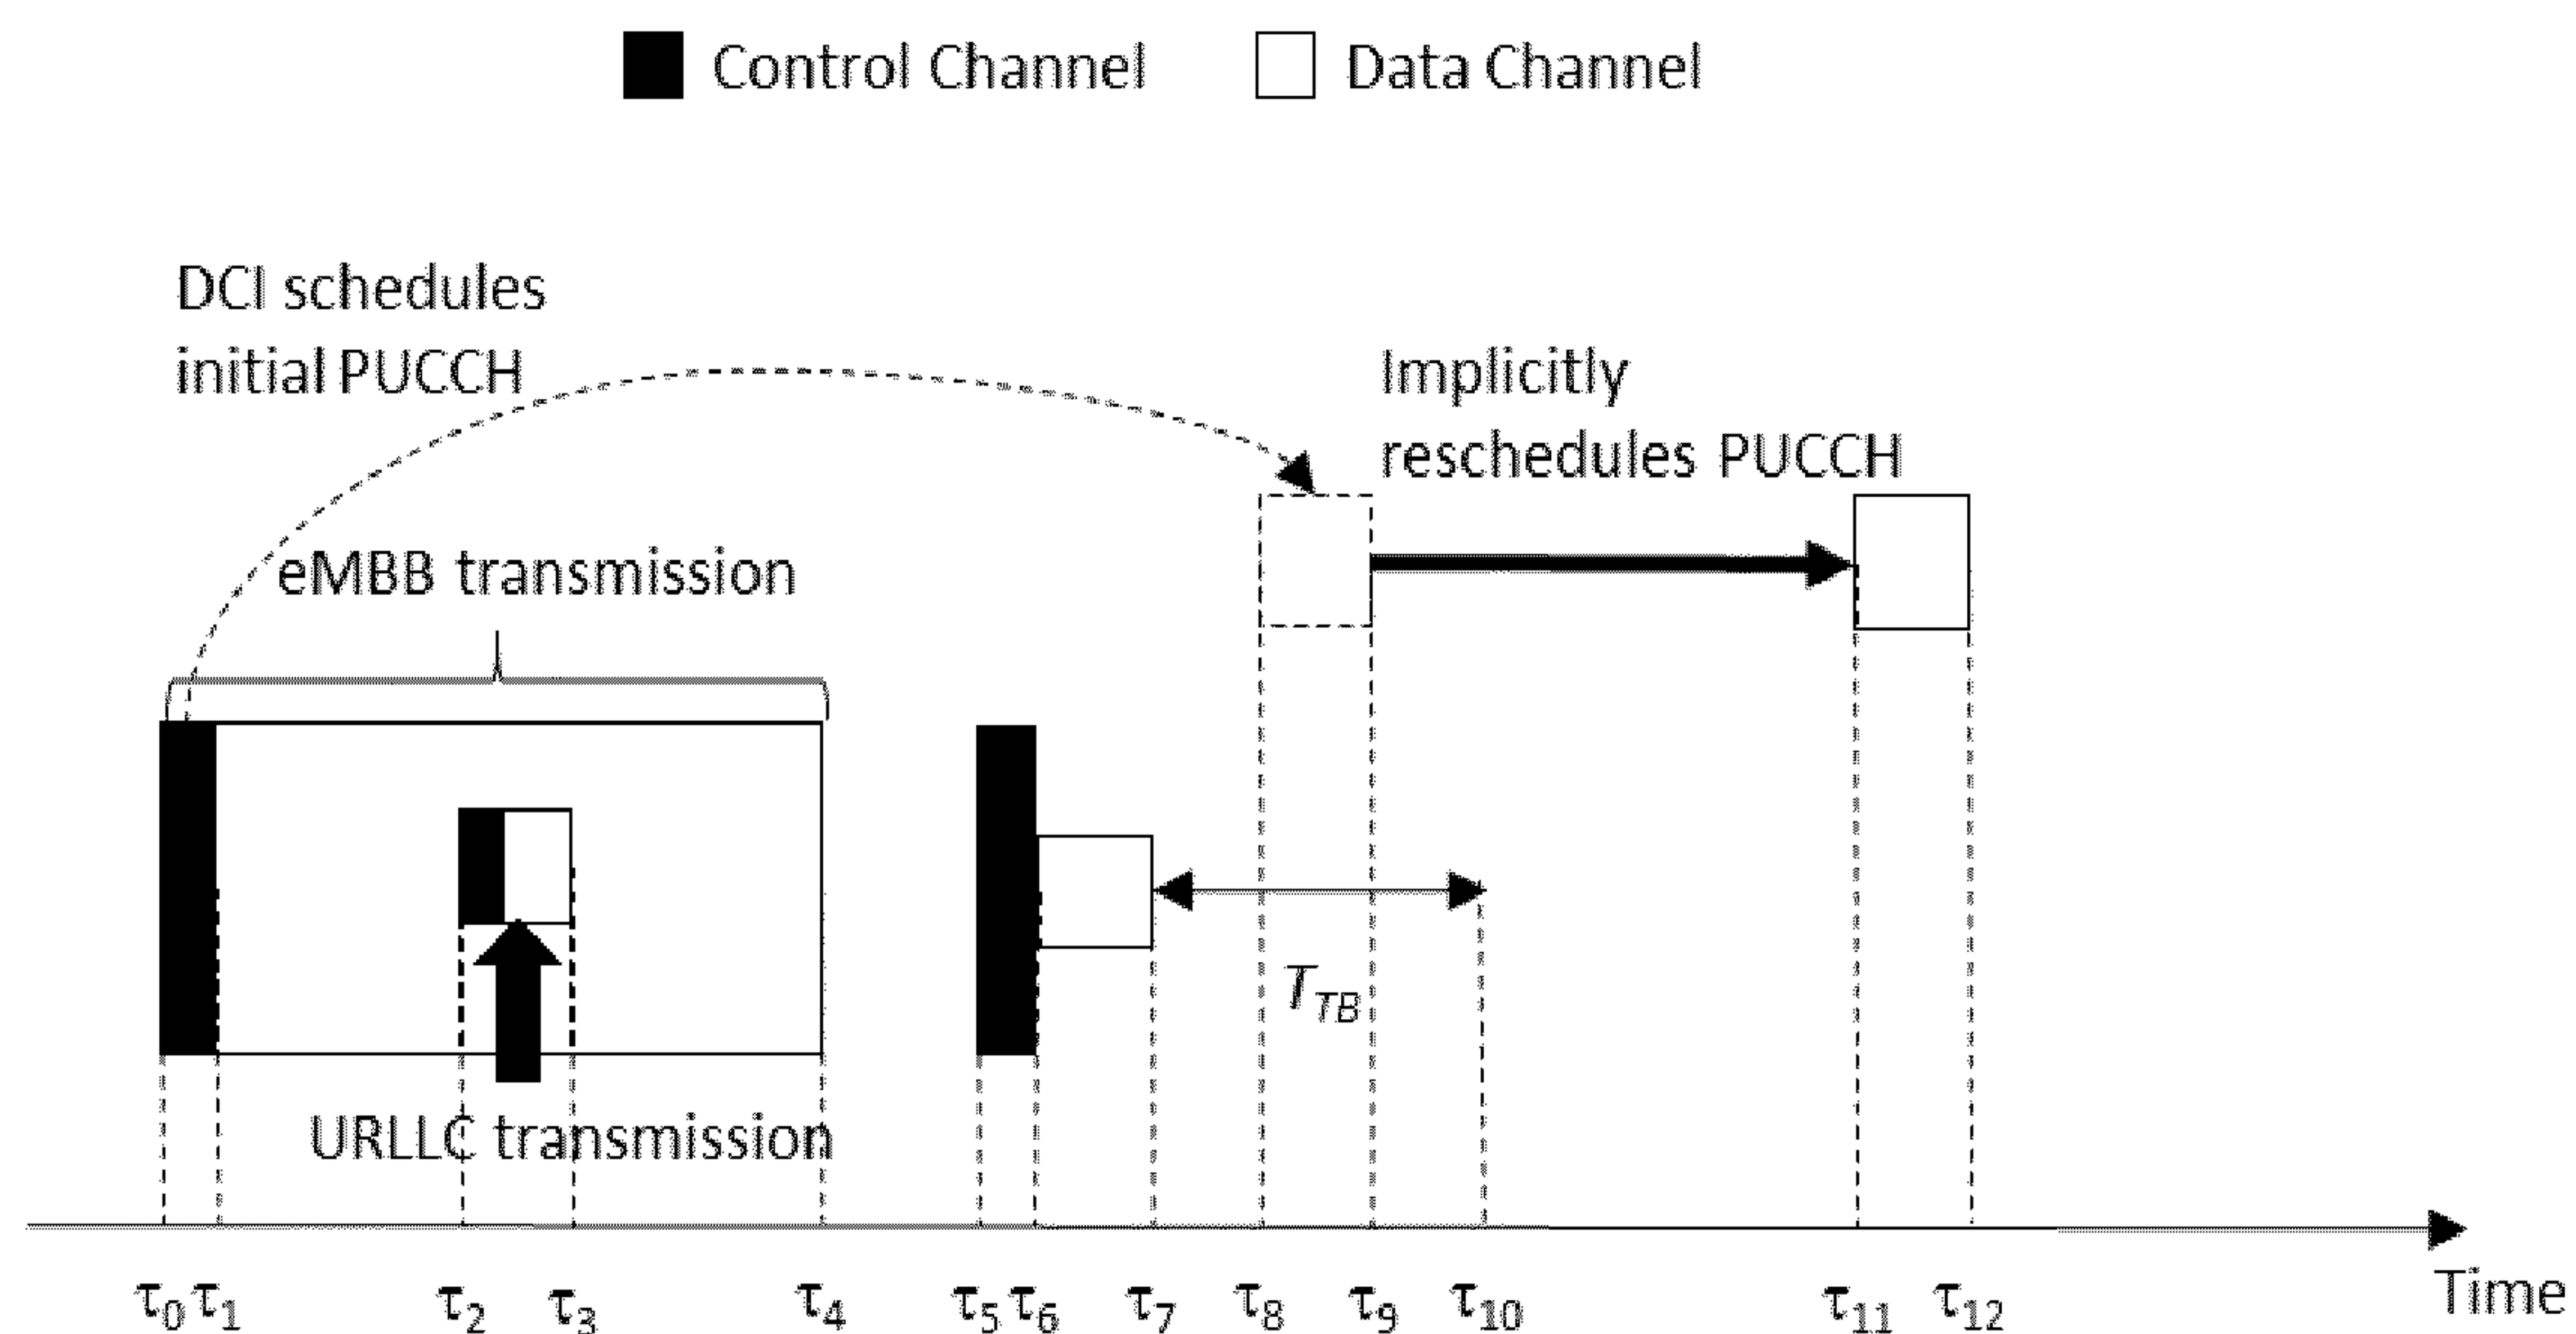 Control Channel
Data Channel
DCI schedules
initial PUCCH
Implicitly
reschedules PUCCH
eMBB transmission
T_TB
URLLC transmission
τ0 τ1 τ2 τ3 τ4 τ5 τ6 τ7 τ8 τ9 τ10 τ11 τ12
Time